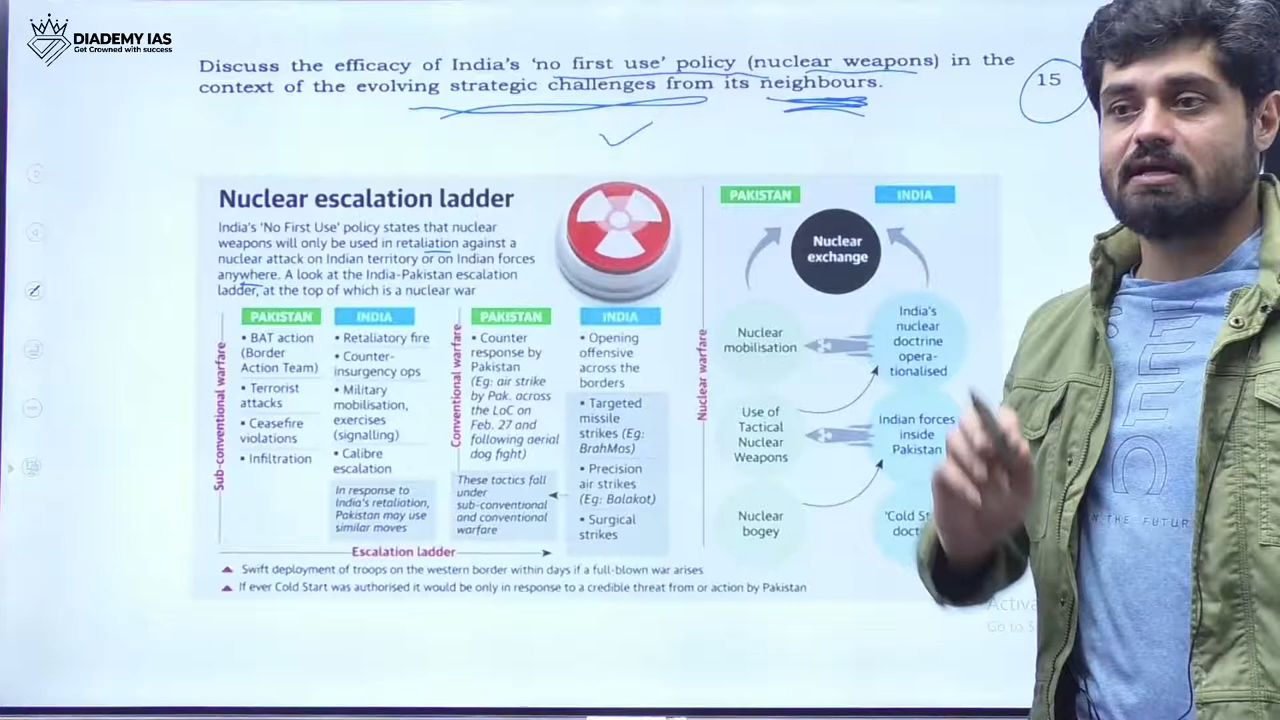 DIADEMY IAS
Get Crowned with success
Discuss the efficacy of India's 'no first use' policy (nuclear weapons) in the
context of the evolving strategic challenges from its neighbours.
15
Nuclear escalation ladder
India's 'No First Use' policy states that nuclear
weapons will only be used in retaliation against a
nuclear attack on Indian territory or on Indian forces
anywhere. A look at the India-Pakistan escalation
ladder, at the top of which is a nuclear war
Sub-conventional warfare
PAKISTAN
• BAT action
(Border
Action Team)
• Terrorist
attacks
• Ceasefire
violations
• Infiltration
INDIA
• Retaliatory fire
• Counter-
insurgency ops
• Military
mobilisation,
exercises
(signalling)
• Calibre
escalation
In response to
India's retaliation,
Pakistan may use
similar moves
Conventional warfare
PAKISTAN
• Counter
response by
Pakistan
(Eg: air strike
by Pak. across
the LoC on
Feb. 27 and
following aerial
dog fight)
These tactics fall
under
sub-conventional
and conventional
warfare
INDIA
• Opening
offensive
across the
borders
• Targeted
missile
strikes (Eg:
BrahMos)
• Precision
air strikes
(Eg: Balakot)
• Surgical
strikes
Escalation ladder
Nuclear warfare
PAKISTAN
INDIA
Nuclear
exchange
Nuclear
mobilisation
India's
nuclear
doctrine
opera-
tionalised
Use of
Tactical
Nuclear
Weapons
Indian forces
inside
Pakistan
Nuclear
bogey
'Cold
▲ Swift deployment of troops on the western border within days if a full-blown war arises
▲ If ever Cold Start was authorised it would be only in response to a credible threat from or action by Pakistan